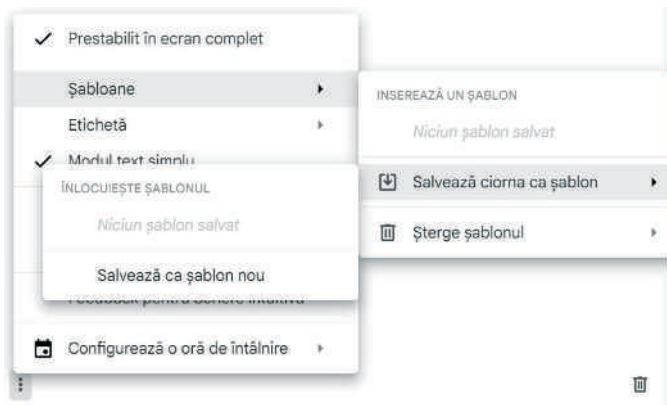 Prestabilit în ecran complet
Șabloane
Etichetă
Modul text simplu
ÎNLOCUIEȘTE ȘABLONUL
Niciun șablon salvat
Salvează ca șablon nou
Configurează o oră de întâlnire
INSEREAZĂ UN ȘABLON
Niciun șablon salvat
Salvează ciorna ca șablon
Șterge șablonul